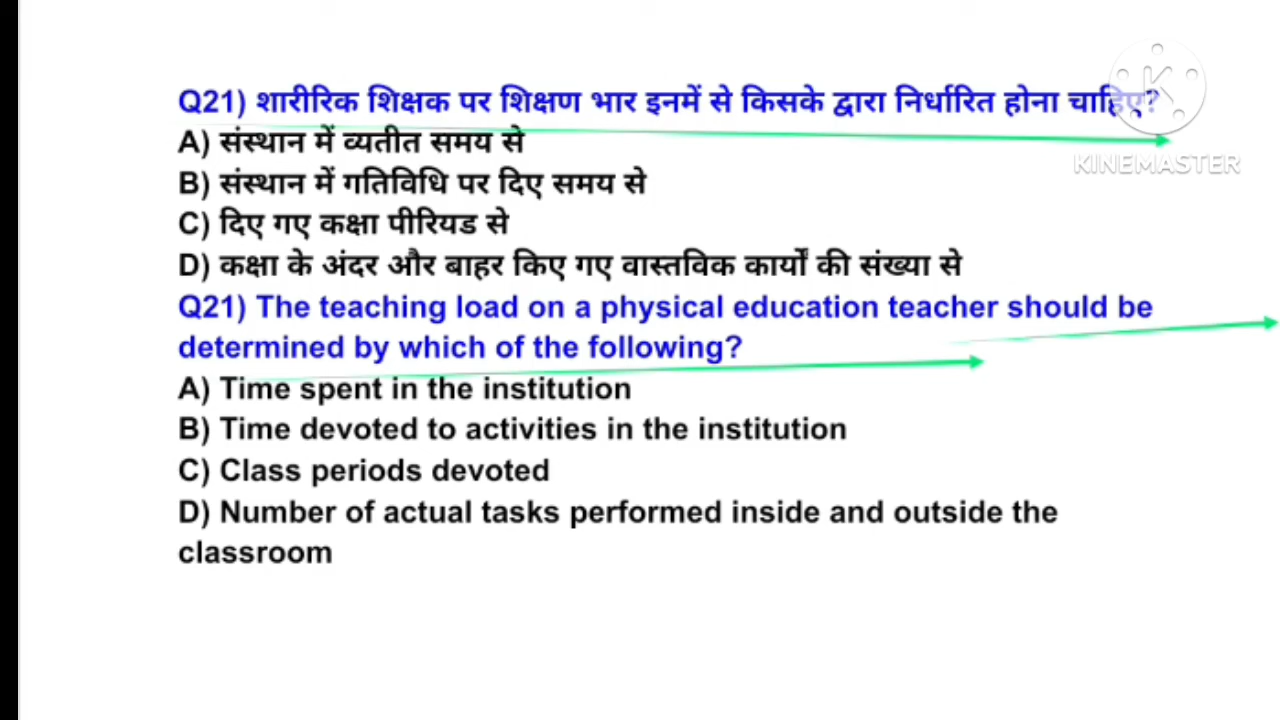 Q21) शारीरिक शिक्षक पर शिक्षण भार इनमें से किसके द्वारा निर्धारित होना चाहिए?
A) संस्थान में व्यतीत समय से
KINEMASTER
B) संस्थान में गतिविधि पर दिए समय से
C) दिए गए कक्षा पीरियड से
D) कक्षा के अंदर और बाहर किए गए वास्तविक कार्यों की संख्या से
Q21) The teaching load on a physical education teacher should be
determined by which of the following?
A) Time spent in the institution
B) Time devoted to activities in the institution
C) Class periods devoted
D) Number of actual tasks performed inside and outside the
classroom